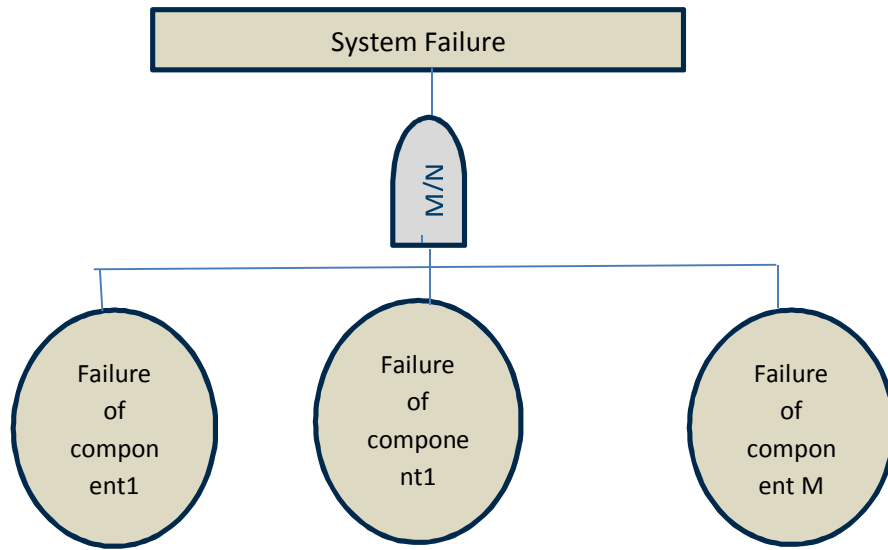 System Failure
M/N
Failure
of
compon
ent1
Failure
of
compone
nt1
Failure
of
compon
ent M